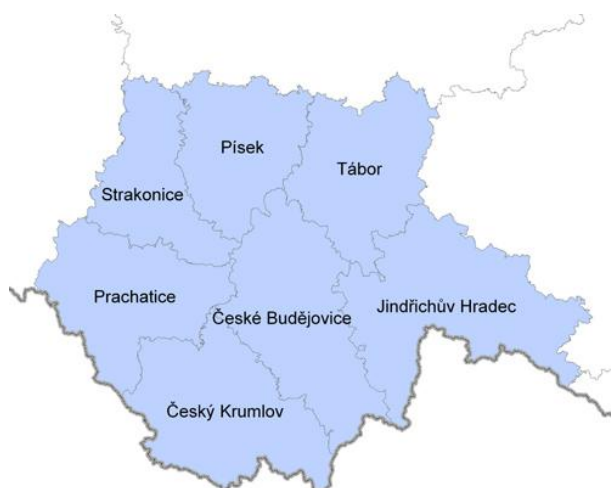 Písek
Tábor
Strakonice
Prachatice
České Budějovice
Jindřichův Hradec
Český Krumlov